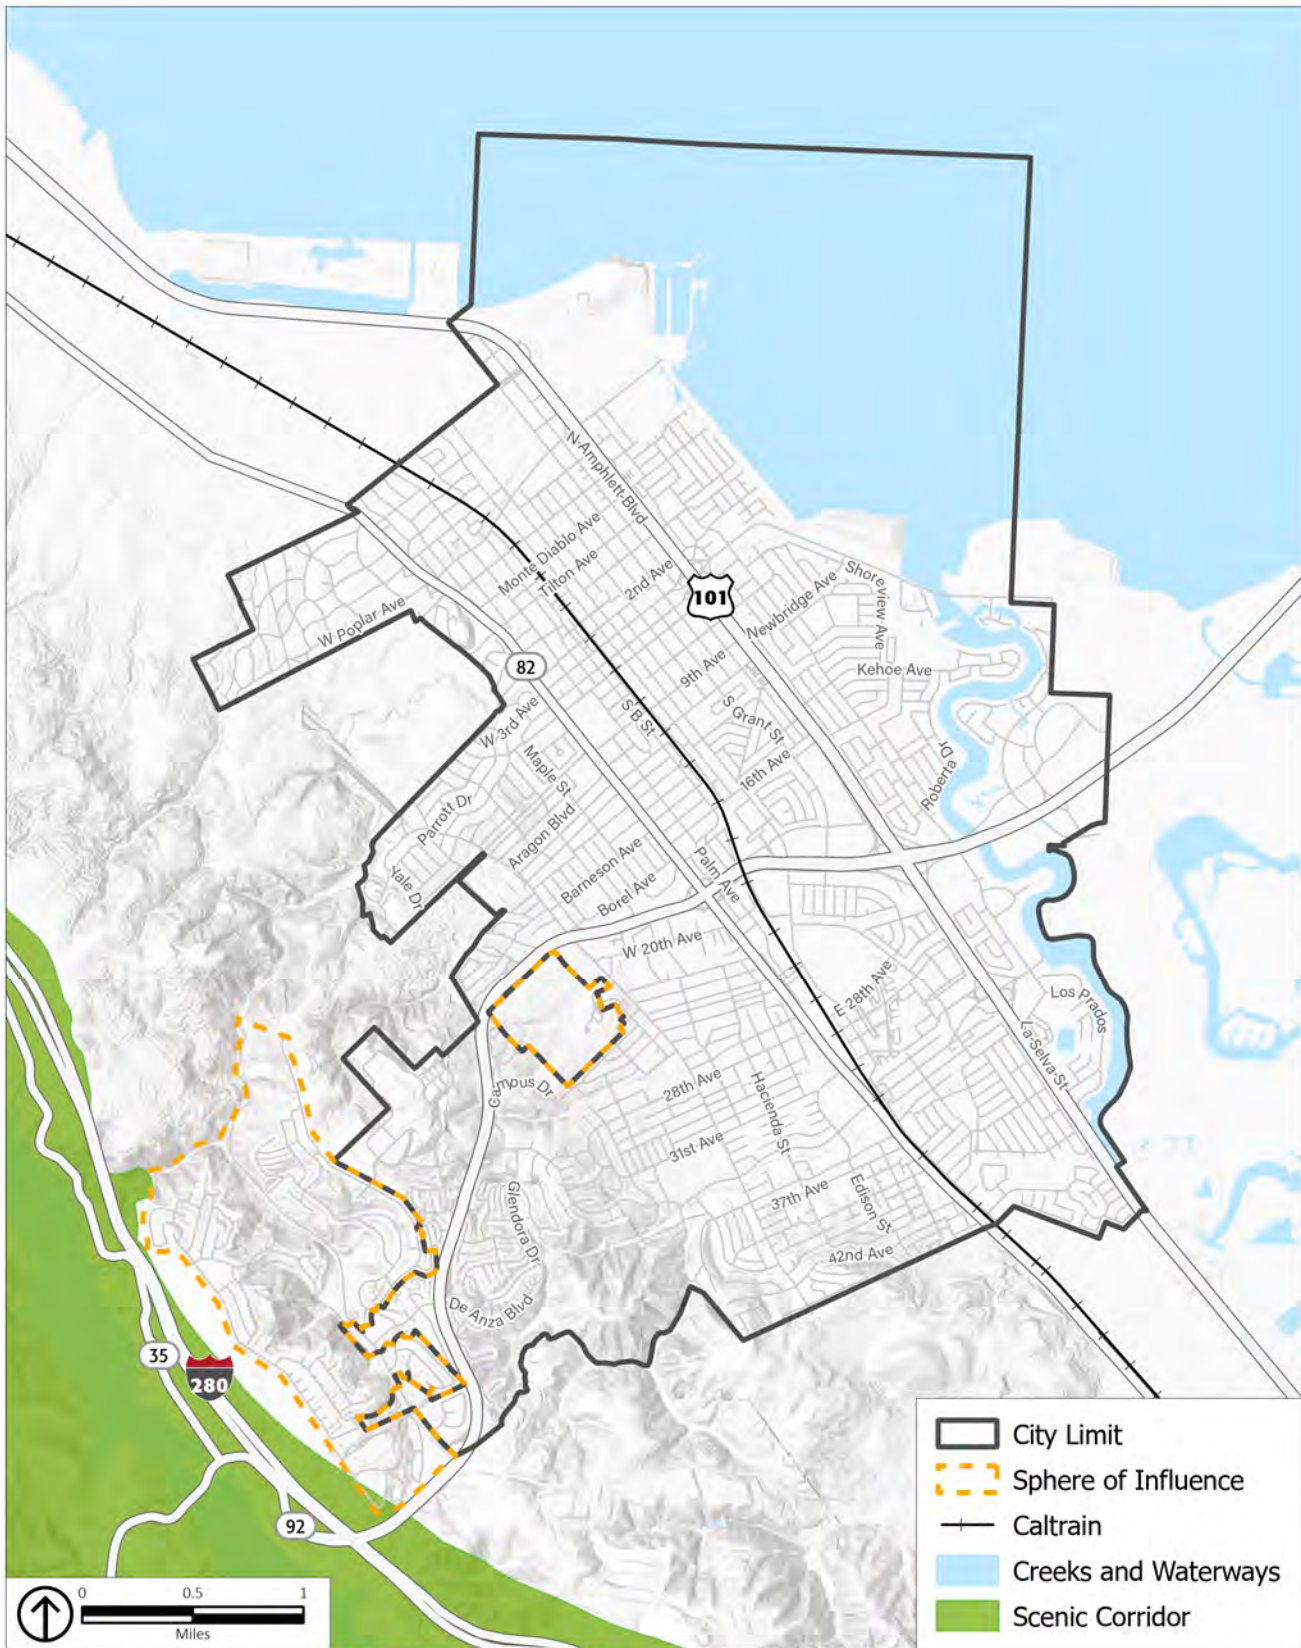 N Amphlett Blvd
Monte Diablo Ave
Tilton Ave
2nd Ave
101
Newbridge Ave
Shoreview Ave
W Poplar Ave
82
9th Ave
Kehoe Ave
S B St
S Grant St
W 3rd Ave
Maple St
16th Ave
Roberta Dr
Parrott Dr
Aragon Blvd
Yale Dr
Barneson Ave
Palm Ave
Borel Ave
W 20th Ave
E 28th Ave
Los Prados
La Selva St
Campus Dr
28th Ave
Hacienda St
31st Ave
37th Ave
Edison St
Glendora Dr
42nd Ave
De Anza Blvd
35
280
92
City Limit
Sphere of Influence
Caltrain
Creeks and Waterways
Scenic Corridor
0 0.5 1
Miles